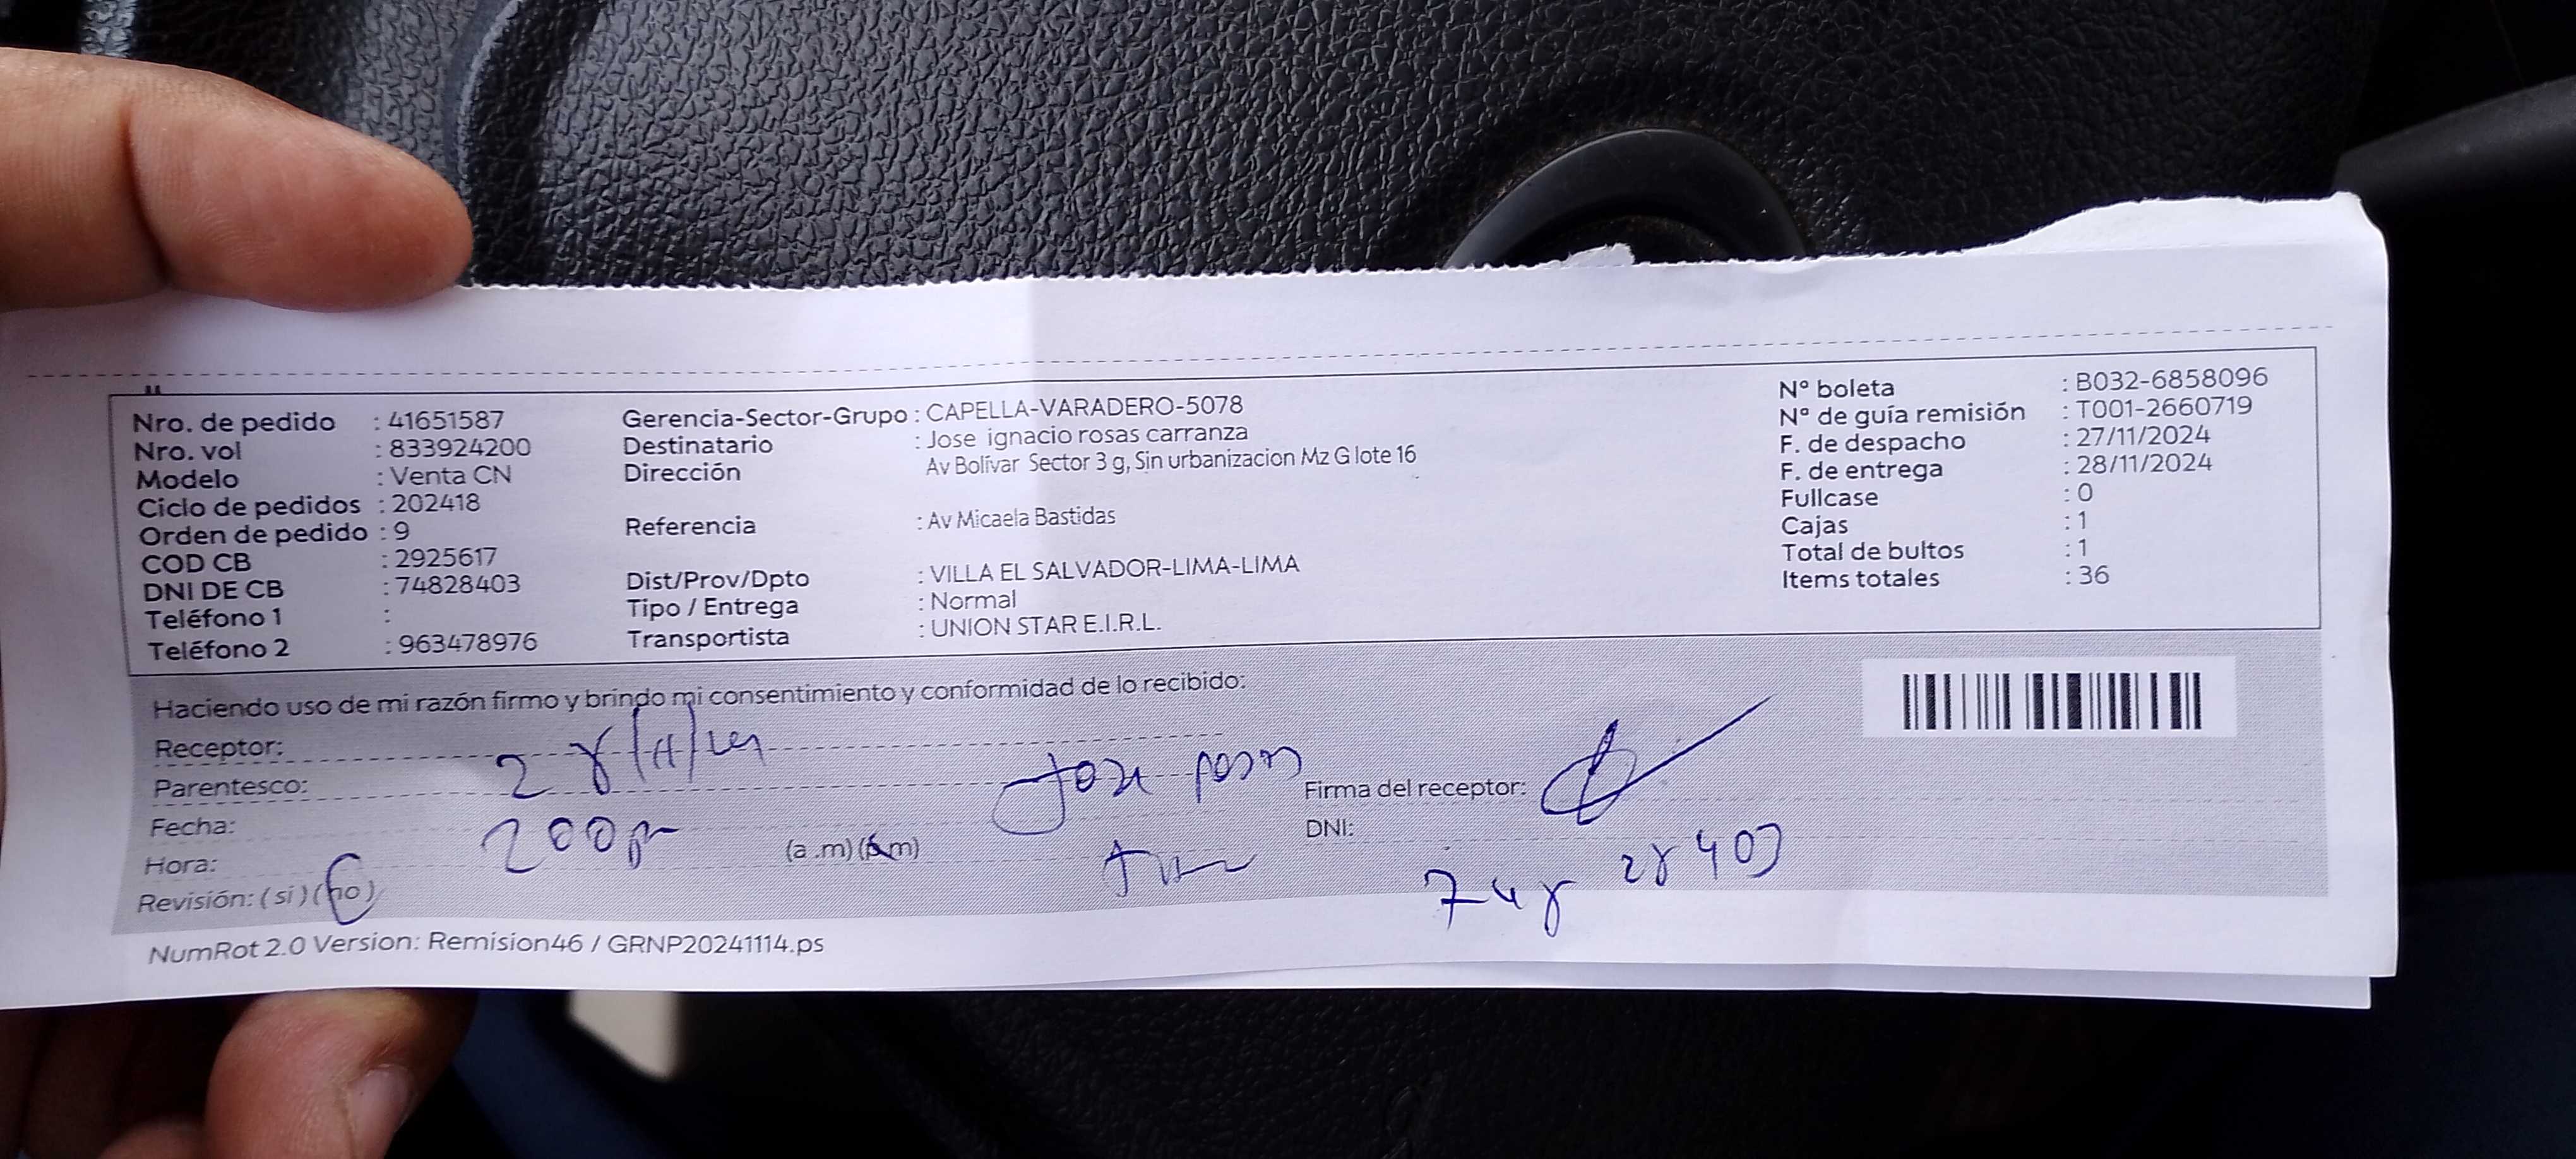 Nro. de pedido : 41651587
Nro. vol : 833924200
Modelo : Venta CN
Ciclo de pedidos : 202418
Orden de pedido : 9
COD CB : 2925617
DNI DE CB : 74828403
Teléfono 1 :
Teléfono 2 : 963478976
Gerencia-Sector-Grupo : CAPELLA-VARADERO-5078
Destinatario : Jose ignacio rosas carranza
Dirección Av Bolívar Sector 3 g, Sin urbanizacion Mz G lote 16
Referencia : Av Micaela Bastidas
Dist/Prov/Dpto : VILLA EL SALVADOR-LIMA-LIMA
Tipo / Entrega : Normal
Transportista : UNION STAR E.I.R.L.
N° boleta : B032-6858096
N° de guía remisión : T001-2660719
F. de despacho : 27/11/2024
F. de entrega : 28/11/2024
Fullcase : 0
Cajas : 1
Total de bultos : 1
Items totales : 36
Haciendo uso de mi razón firmo y brindo mi consentimiento y conformidad de lo recibido:
Receptor:
Parentesco:
Fecha:
Hora: 200p (a .m) (p.m)
Revisión: ( si ) ( no )
Jose
Firma del receptor:
DNI: 74828403
NumRot 2.0 Version: Remision46 / GRNP20241114.ps